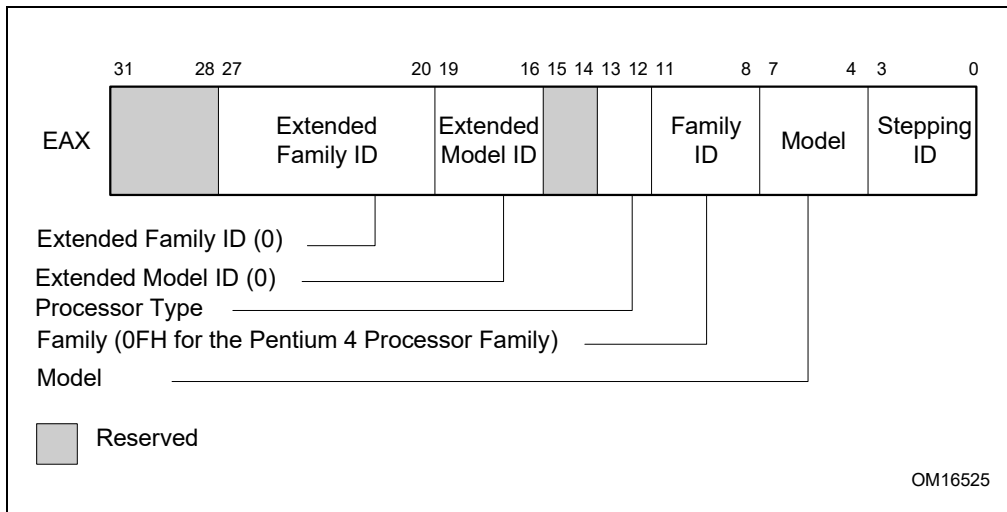 31 28 27 20 19 16 15 14 13 12 11 8 7 4 3 0
EAX
Extended
Family ID
Extended
Model ID
Family
ID
Model
Stepping
ID
Extended Family ID (0)
Extended Model ID (0)
Processor Type
Family (0FH for the Pentium 4 Processor Family)
Model
Reserved
OM16525